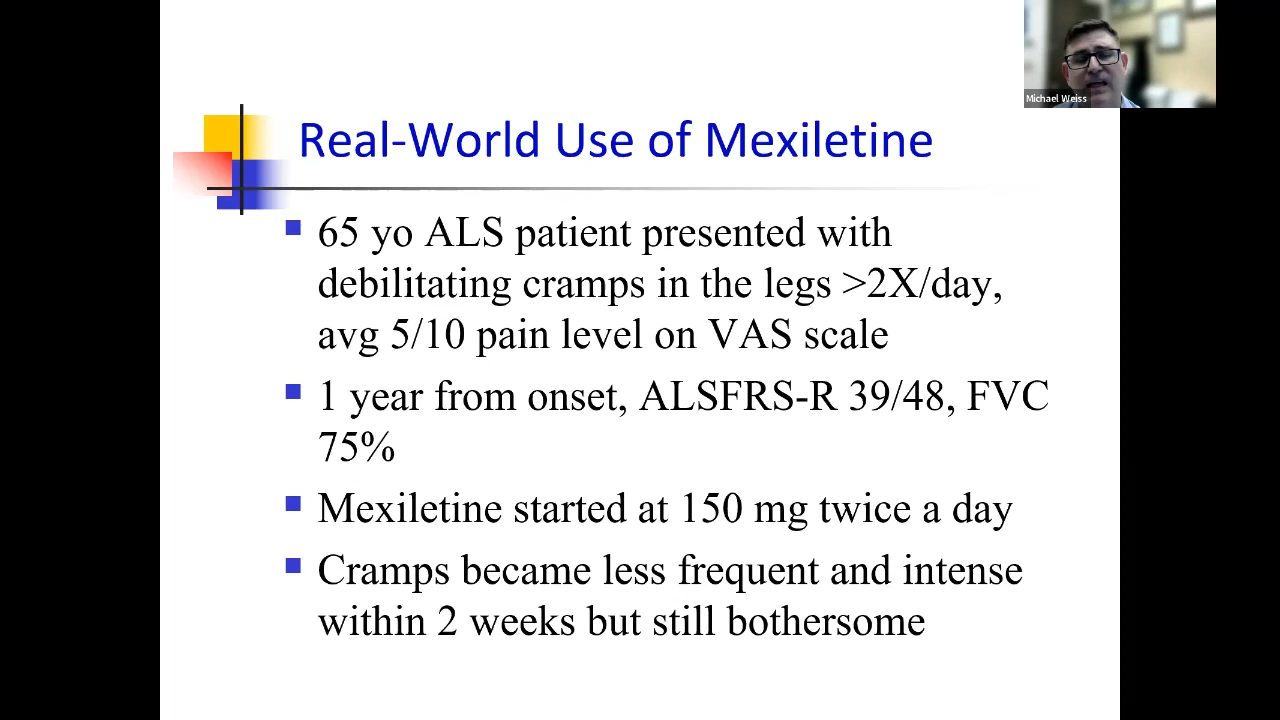 Michael Weiss
Real-World Use of Mexiletine
65 yo ALS patient presented with
debilitating cramps in the legs >2X/day,
avg 5/10 pain level on VAS scale
1 year from onset, ALSFRS-R 39/48, FVC
75%
Mexiletine started at 150 mg twice a day
Cramps became less frequent and intense
within 2 weeks but still bothersome